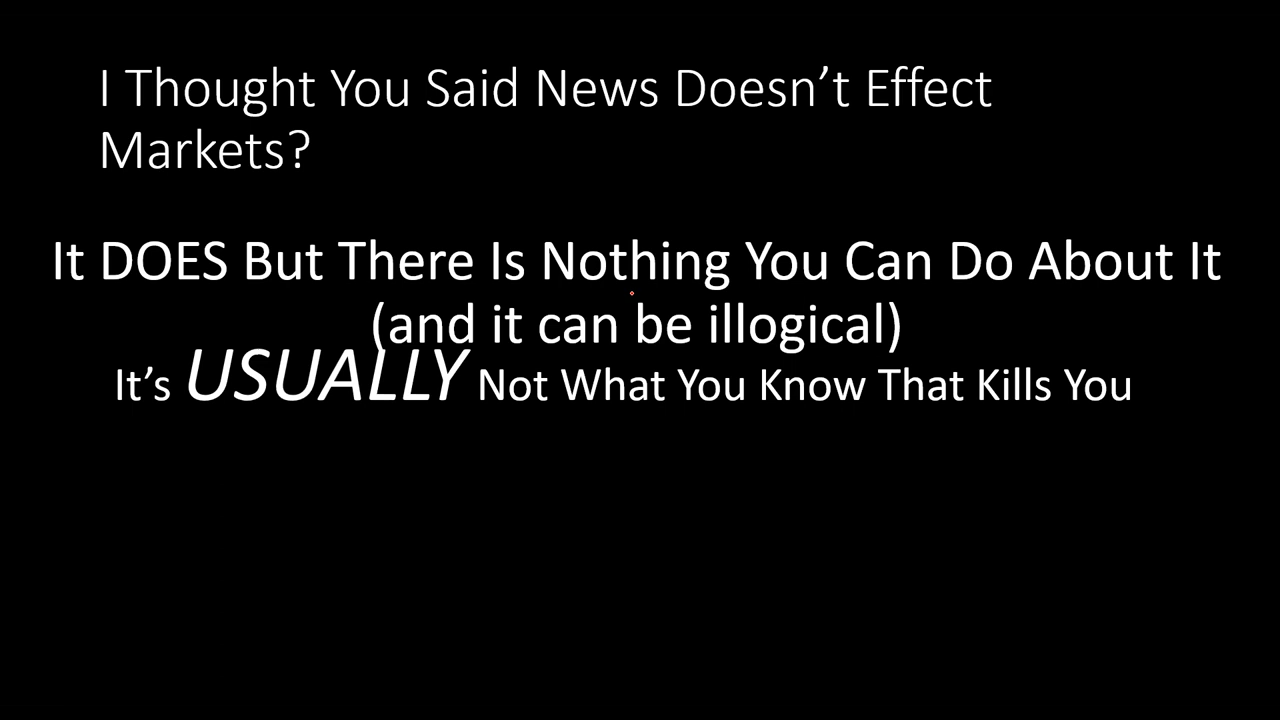 I Thought You Said News Doesn’t Effect
Markets?
It DOES But There Is Nothing You Can Do About It
(and it can be illogical)
It’s USUALLY Not What You Know That Kills You